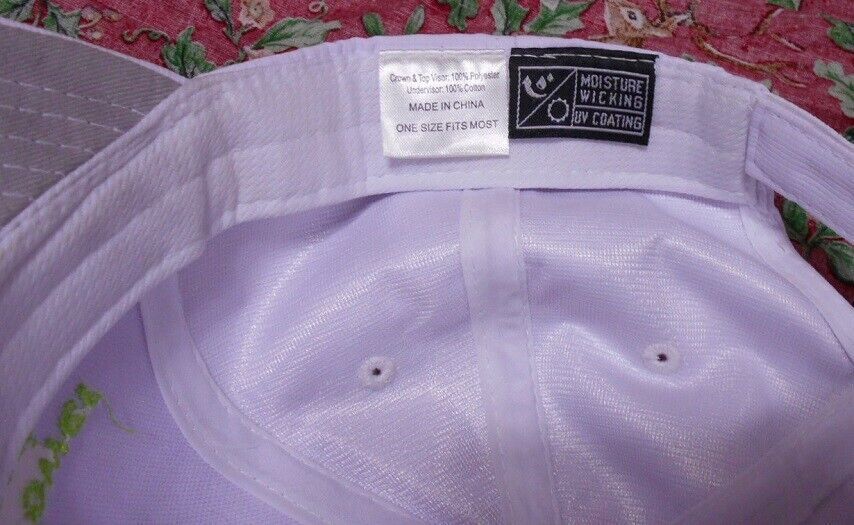 Crown & Top Visor: 100% Polyester
Undervisor: 100% Cotton
MADE IN CHINA
ONE SIZE FITS MOST
MOISTURE
WICKING
UV COATING